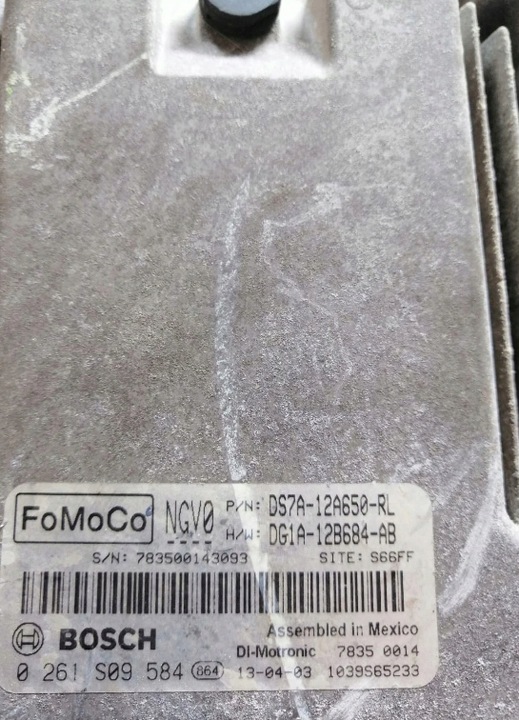 FoMoCo NGV0 P/N: DS7A-12A650-RL
H/W: DG1A-12B684-AB
S/N: 783500143093 SITE: S66FF
BOSCH Assembled in Mexico
DI-Motronic 7835 0014
0 261 S09 584 864 13-04-03 1039S65233